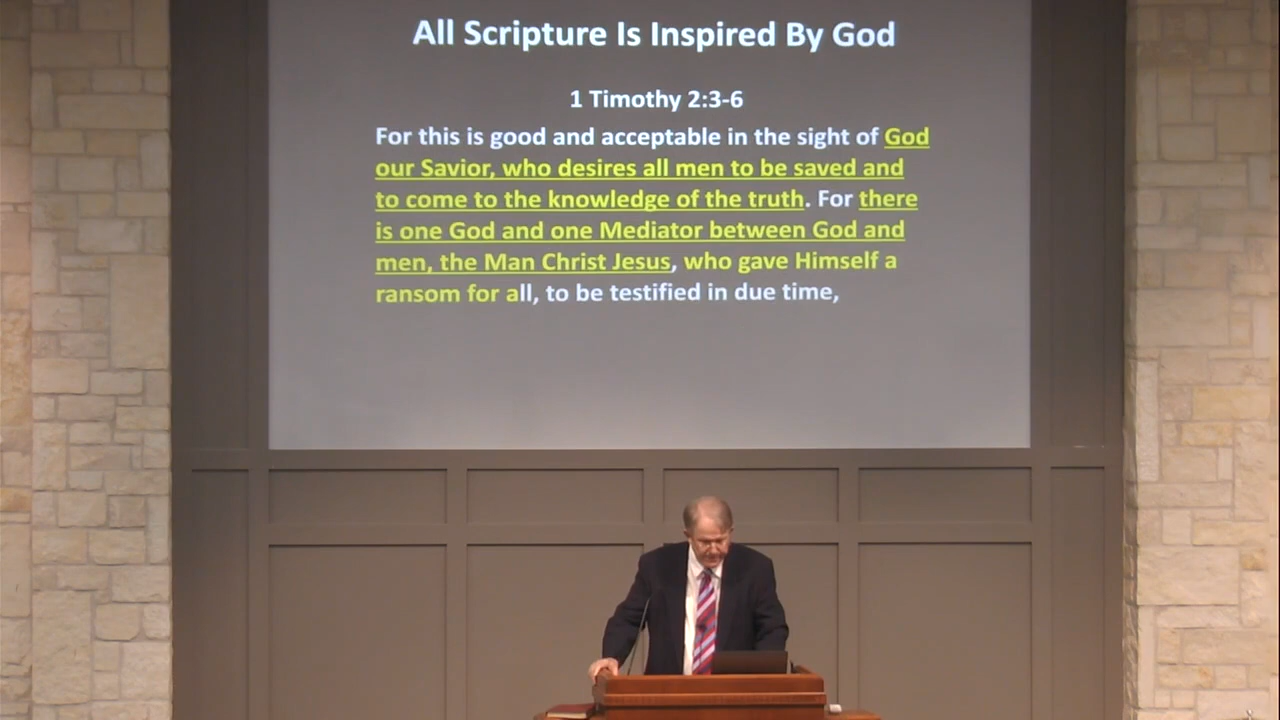 All Scripture Is Inspired By God
1 Timothy 2:3-6
For this is good and acceptable in the sight of God
our Savior, who desires all men to be saved and
to come to the knowledge of the truth. For there
is one God and one Mediator between God and
men, the Man Christ Jesus, who gave Himself a
ransom for all, to be testified in due time,